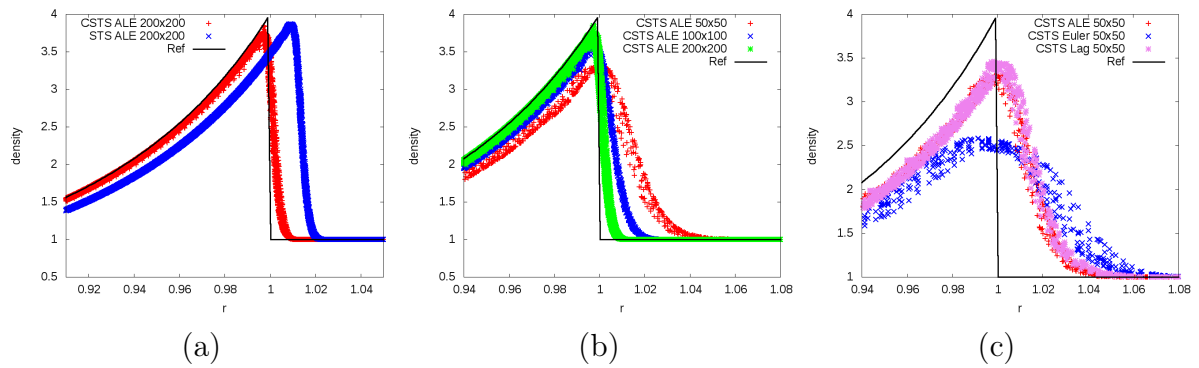 CSTS ALE 200x200
STS ALE 200x200
Ref
4
3.5
3
2.5
2
1.5
1
0.5
density
0.92 0.94 0.96 0.98 1 1.02 1.04
r
(a)
CSTS ALE 50x50
CSTS ALE 100x100
CSTS ALE 200x200
Ref
4
3.5
3
2.5
2
1.5
1
0.5
density
0.94 0.96 0.98 1 1.02 1.04 1.06 1.08
r
(b)
CSTS ALE 50x50
CSTS Euler 50x50
CSTS Lag 50x50
Ref
4
3.5
3
2.5
2
1.5
1
density
0.94 0.96 0.98 1 1.02 1.04 1.06 1.08
r
(c)